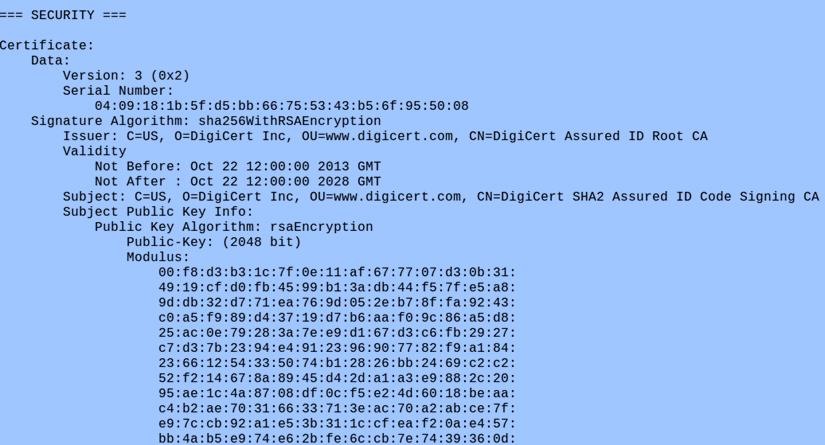 === SECURITY ===
Certificate:
Data:
Version: 3 (0x2)
Serial Number:
04:09:18:1b:5f:d5:bb:66:75:53:43:b5:6f:95:50:08
Signature Algorithm: sha256WithRSAEncryption
Issuer: C=US, O=DigiCert Inc, OU=www.digicert.com, CN=DigiCert Assured ID Root CA
Validity
Not Before: Oct 22 12:00:00 2013 GMT
Not After : Oct 22 12:00:00 2028 GMT
Subject: C=US, O=DigiCert Inc, OU=www.digicert.com, CN=DigiCert SHA2 Assured ID Code Signing CA
Subject Public Key Info:
Public Key Algorithm: rsaEncryption
Public-Key: (2048 bit)
Modulus:
00:f8:d3:b3:1c:7f:0e:11:af:67:77:07:d3:0b:31:
49:19:cf:d0:fb:45:99:b1:3a:db:44:f5:7f:e5:a8:
9d:db:32:d7:71:ea:76:9d:05:2e:b7:8f:fa:92:43:
c0:a5:f9:89:d4:37:19:d7:b6:aa:f0:9c:86:a5:d8:
25:ac:0e:79:28:3a:7e:e9:d1:67:d3:c6:fb:29:27:
c7:d3:7b:23:94:e4:91:23:96:90:77:82:f9:a1:84:
23:66:12:54:33:50:74:b1:28:26:bb:24:69:c2:c2:
52:f2:14:67:8a:89:45:d4:2d:a1:a3:e9:88:2c:20:
95:ae:1c:4a:87:08:df:0c:f5:e2:4d:60:18:be:aa:
c4:b2:ae:70:31:66:33:71:3e:ac:70:a2:ab:ce:7f:
e9:7c:cb:92:a1:e5:3b:31:1c:cf:ea:f2:0a:e4:57:
bb:4a:b5:e9:74:e6:2b:fe:6c:cb:7e:74:39:36:0d: